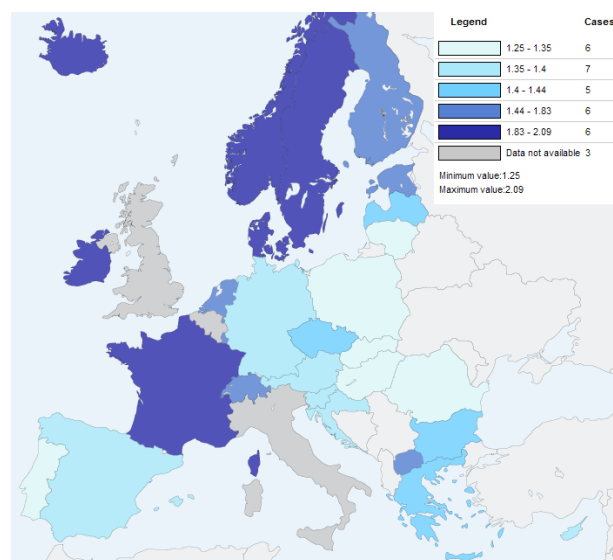 Legend Cases
1.25 - 1.35 6
1.35 - 1.4 7
1.4 - 1.44 5
1.44 - 1.83 6
1.83 - 2.09 6
Data not available 3
Minimum value:1.25
Maximum value:2.09